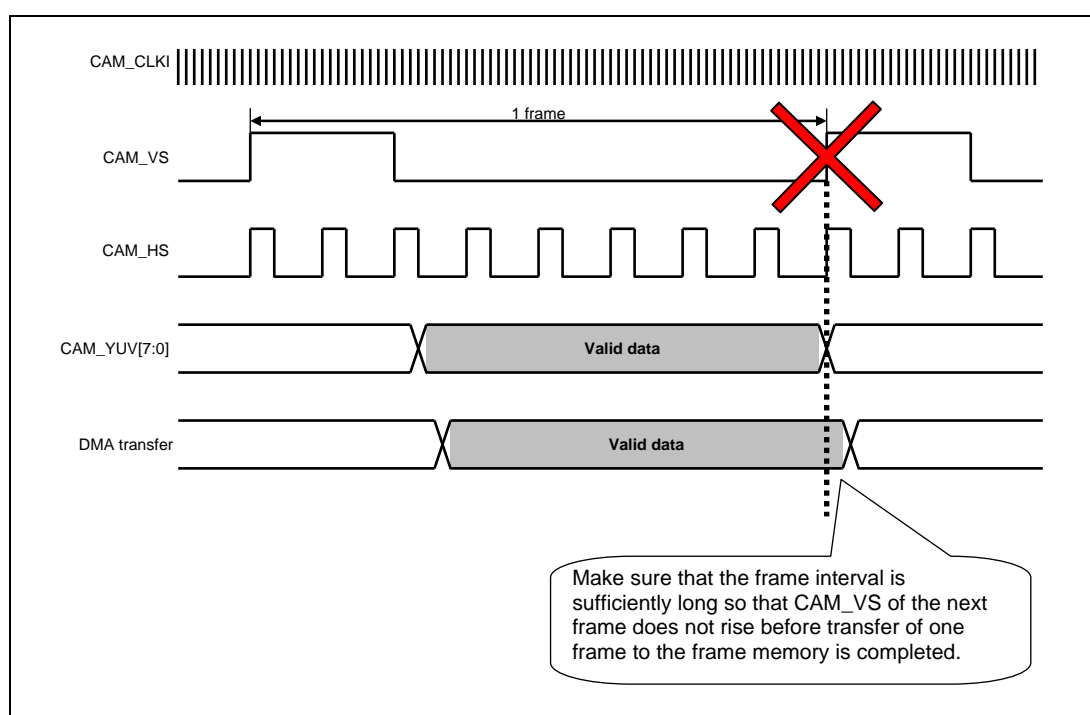 CAM_CLKI
1 frame
CAM_VS
CAM_HS
CAM_YUV[7:0]
Valid data
DMA transfer
Valid data
Make sure that the frame interval is
sufficiently long so that CAM_VS of the next
frame does not rise before transfer of one
frame to the frame memory is completed.